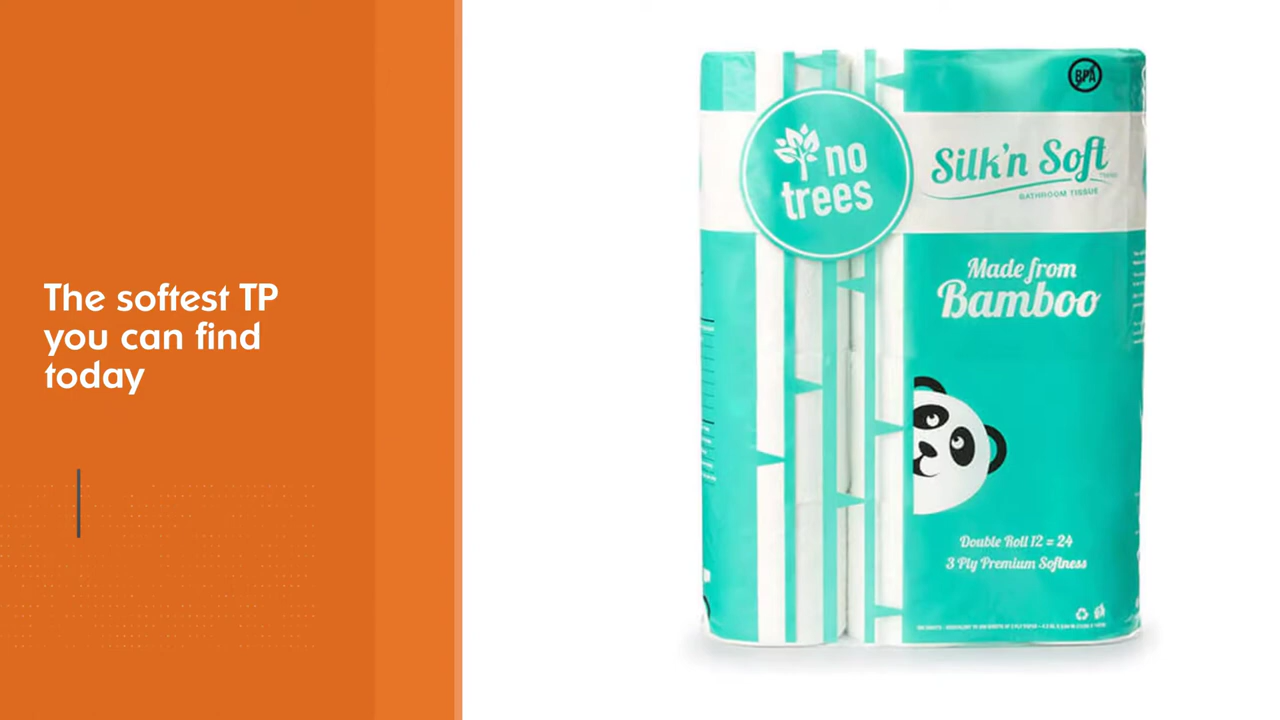 The softest TP
you can find
today
BPA
no
trees
Silk'n Soft
BATHROOM TISSUE
Made from
Bamboo
Double Roll 12 = 24
3 Ply Premium Softness